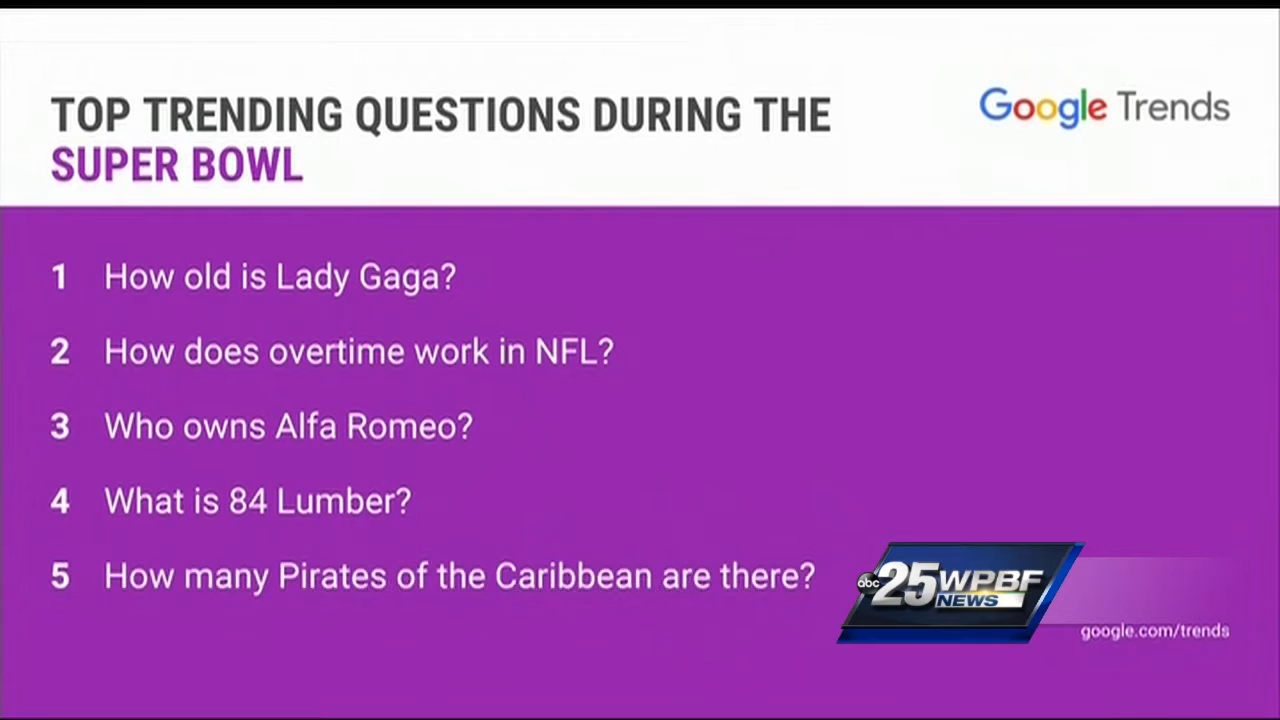 TOP TRENDING QUESTIONS DURING THE
SUPER BOWL
Google Trends
1 How old is Lady Gaga?
2 How does overtime work in NFL?
3 Who owns Alfa Romeo?
4 What is 84 Lumber?
5 How many Pirates of the Caribbean are there?
abc 25 WPBF
NEWS
google.com/trends